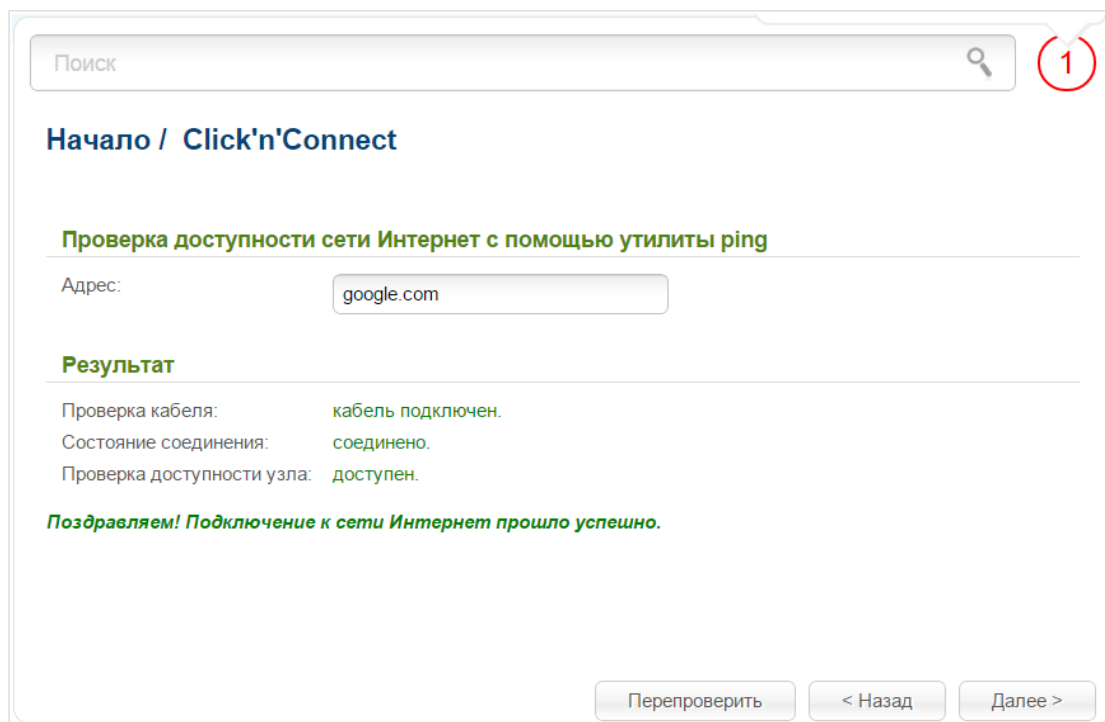 Поиск
1
Начало / Click'n'Connect
Проверка доступности сети Интернет с помощью утилиты ping
Адрес: google.com
Результат
Проверка кабеля: кабель подключен.
Состояние соединения: соединено.
Проверка доступности узла: доступен.
Поздравляем! Подключение к сети Интернет прошло успешно.
Перепроверить < Назад Далее >